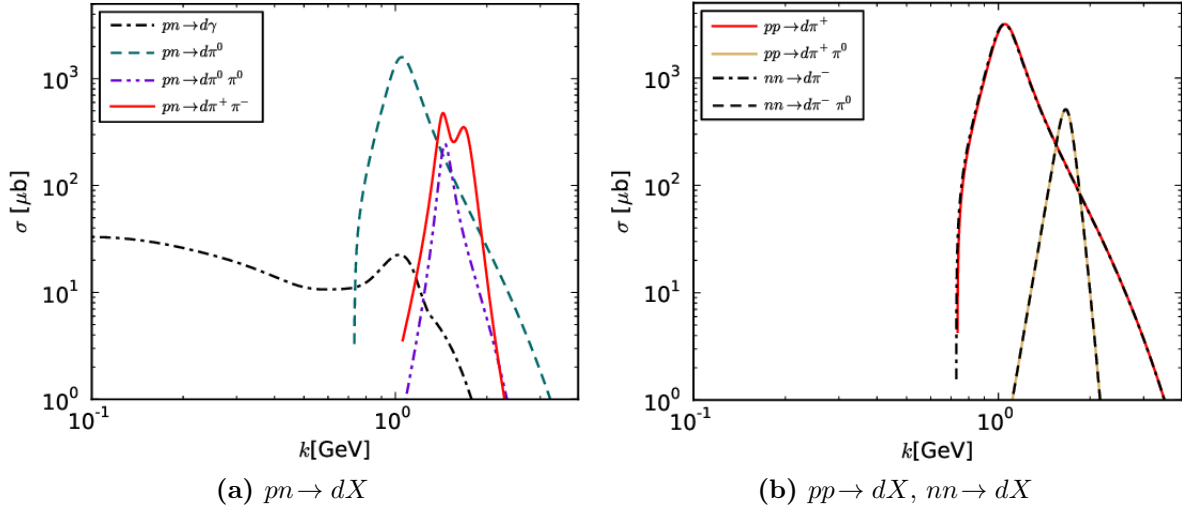 pn→dγ
pn→dπ⁰
pn→dπ⁰ π⁰
pn→dπ⁺ π⁻
10³
10²
10¹
10⁰
σ [μb]
10⁻¹
10⁰
k[GeV]
(a) pn→ dX
pp→dπ⁺
pp→dπ⁺ π⁰
nn→dπ⁻
nn→dπ⁻ π⁰
10³
10²
10¹
10⁰
σ [μb]
10⁻¹
10⁰
k[GeV]
(b) pp→ dX, nn→ dX